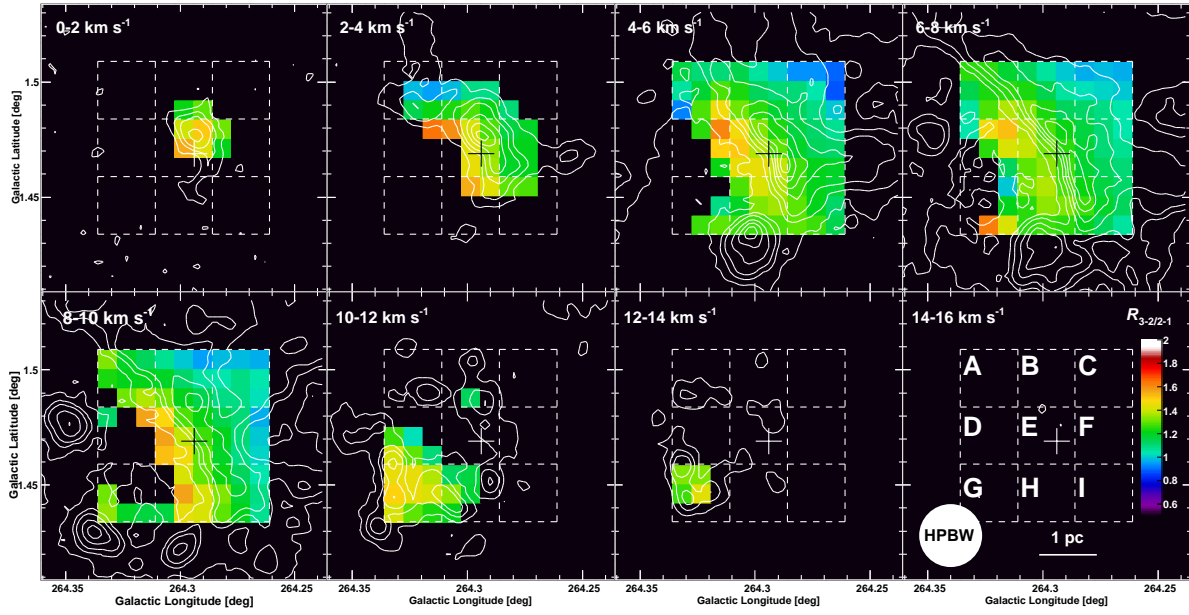 0-2 km s-1
2-4 km s-1
4-6 km s-1
6-8 km s-1
Galactic Latitude [deg]
1.5
1.45
8-10 km s-1
10-12 km s-1
12-14 km s-1
14-16 km s-1
R3-2/2-1
Galactic Latitude [deg]
1.5
1.45
A B C
D E F
G H I
2
1.8
1.6
1.4
1.2
1
0.8
0.6
HPBW
1 pc
264.35 264.3 264.25
264.35 264.3 264.25
264.35 264.3 264.25
264.35 264.3 264.25
Galactic Longitude [deg]
Galactic Longitude [deg]
Galactic Longitude [deg]
Galactic Longitude [deg]